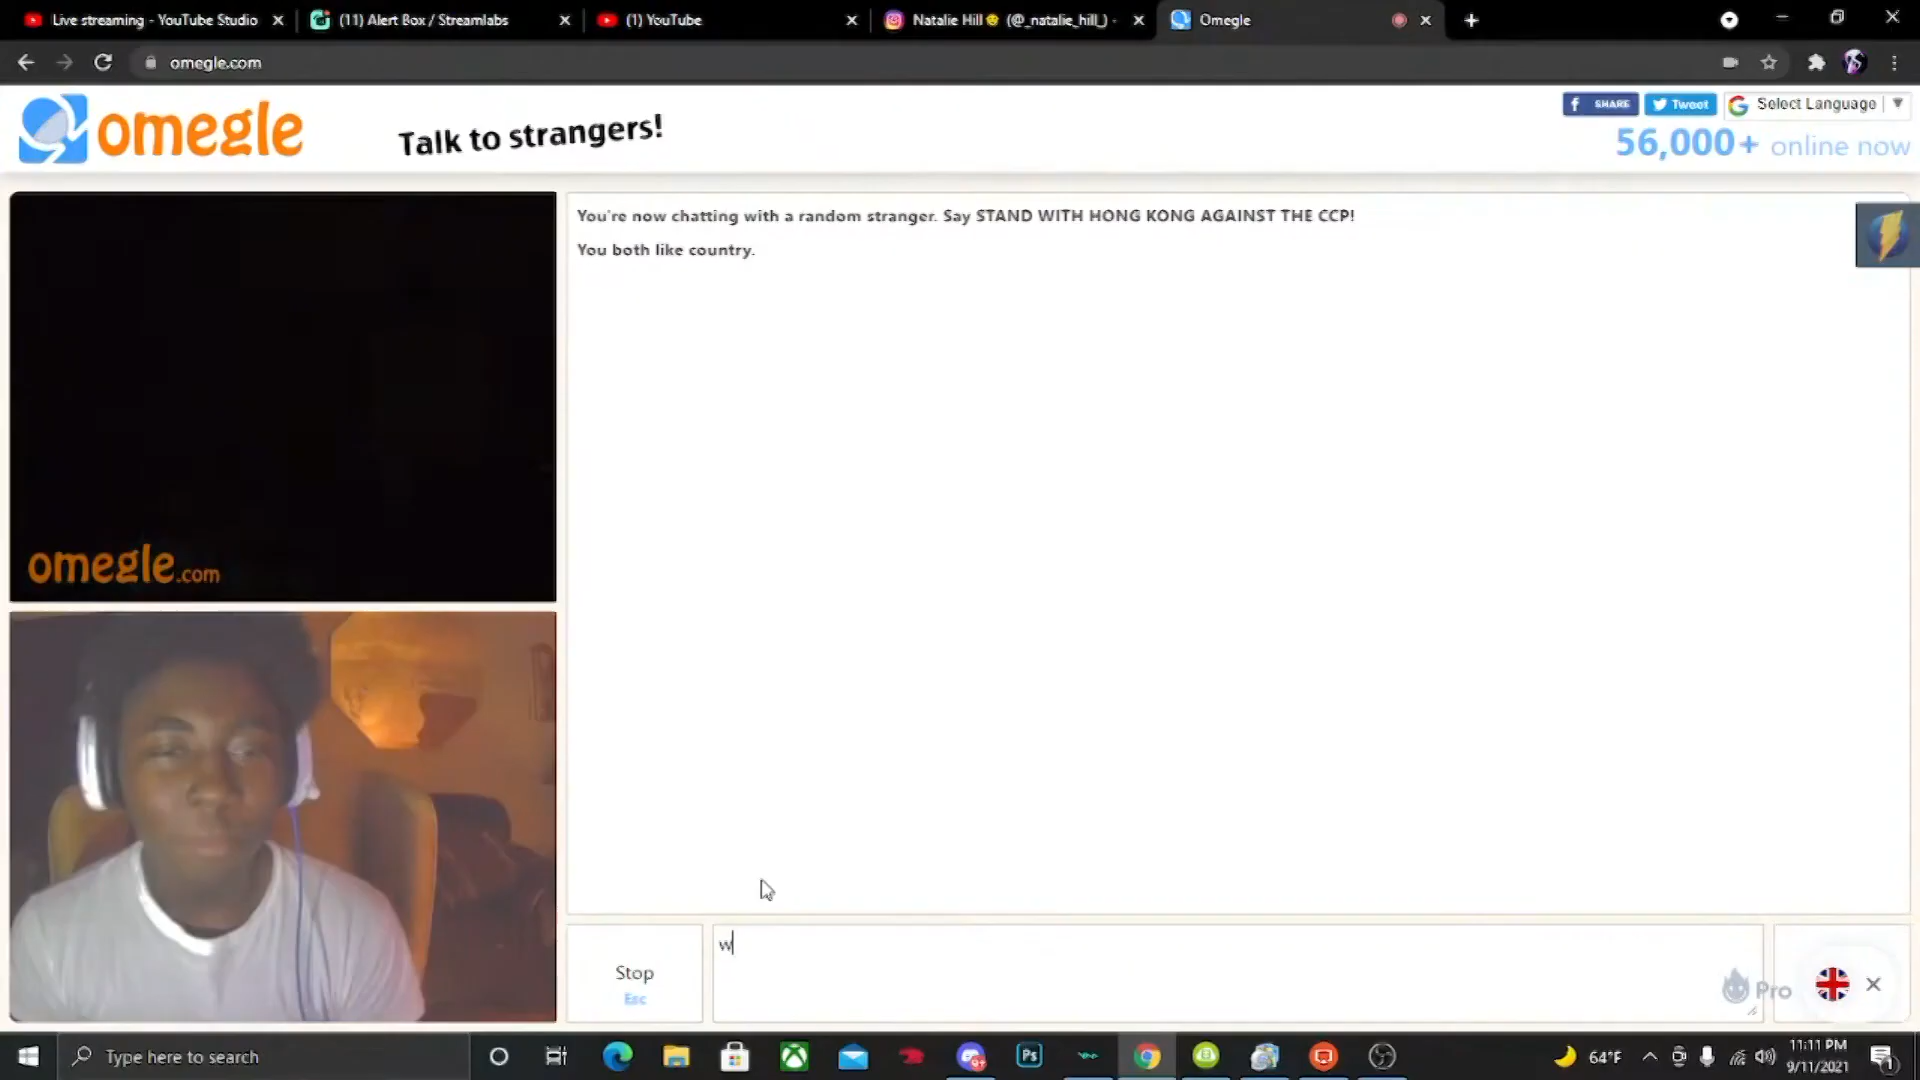 Live streaming - YouTube Studio
(11) Alert Box / Streamlabs
(1) YouTube
Natalie Hill (@_natalie_hill_) -
Omegle
omegle.com
omegle
Talk to strangers!
SHARE
Tweet
Select Language
56,000+ online now
You're now chatting with a random stranger. Say STAND WITH HONG KONG AGAINST THE CCP!
You both like country.
omegle.com
w
Stop
Esc
Pro
Type here to search
Ps
64°F
11:11 PM
9/11/2021
1